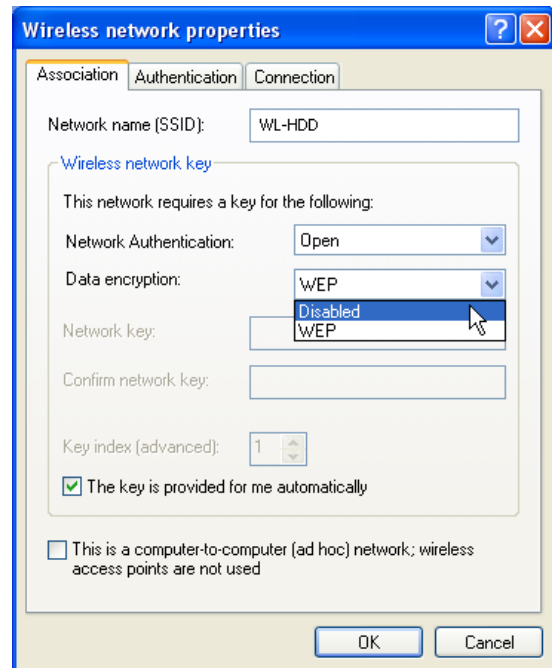 Wireless network properties
Association Authentication Connection
Network name (SSID): WL-HDD
Wireless network key
This network requires a key for the following:
Network Authentication: Open
Data encryption: WEP
Disabled
WEP
Network key:
Confirm network key:
Key index (advanced): 1
The key is provided for me automatically
This is a computer-to-computer (ad hoc) network; wireless
access points are not used
OK Cancel